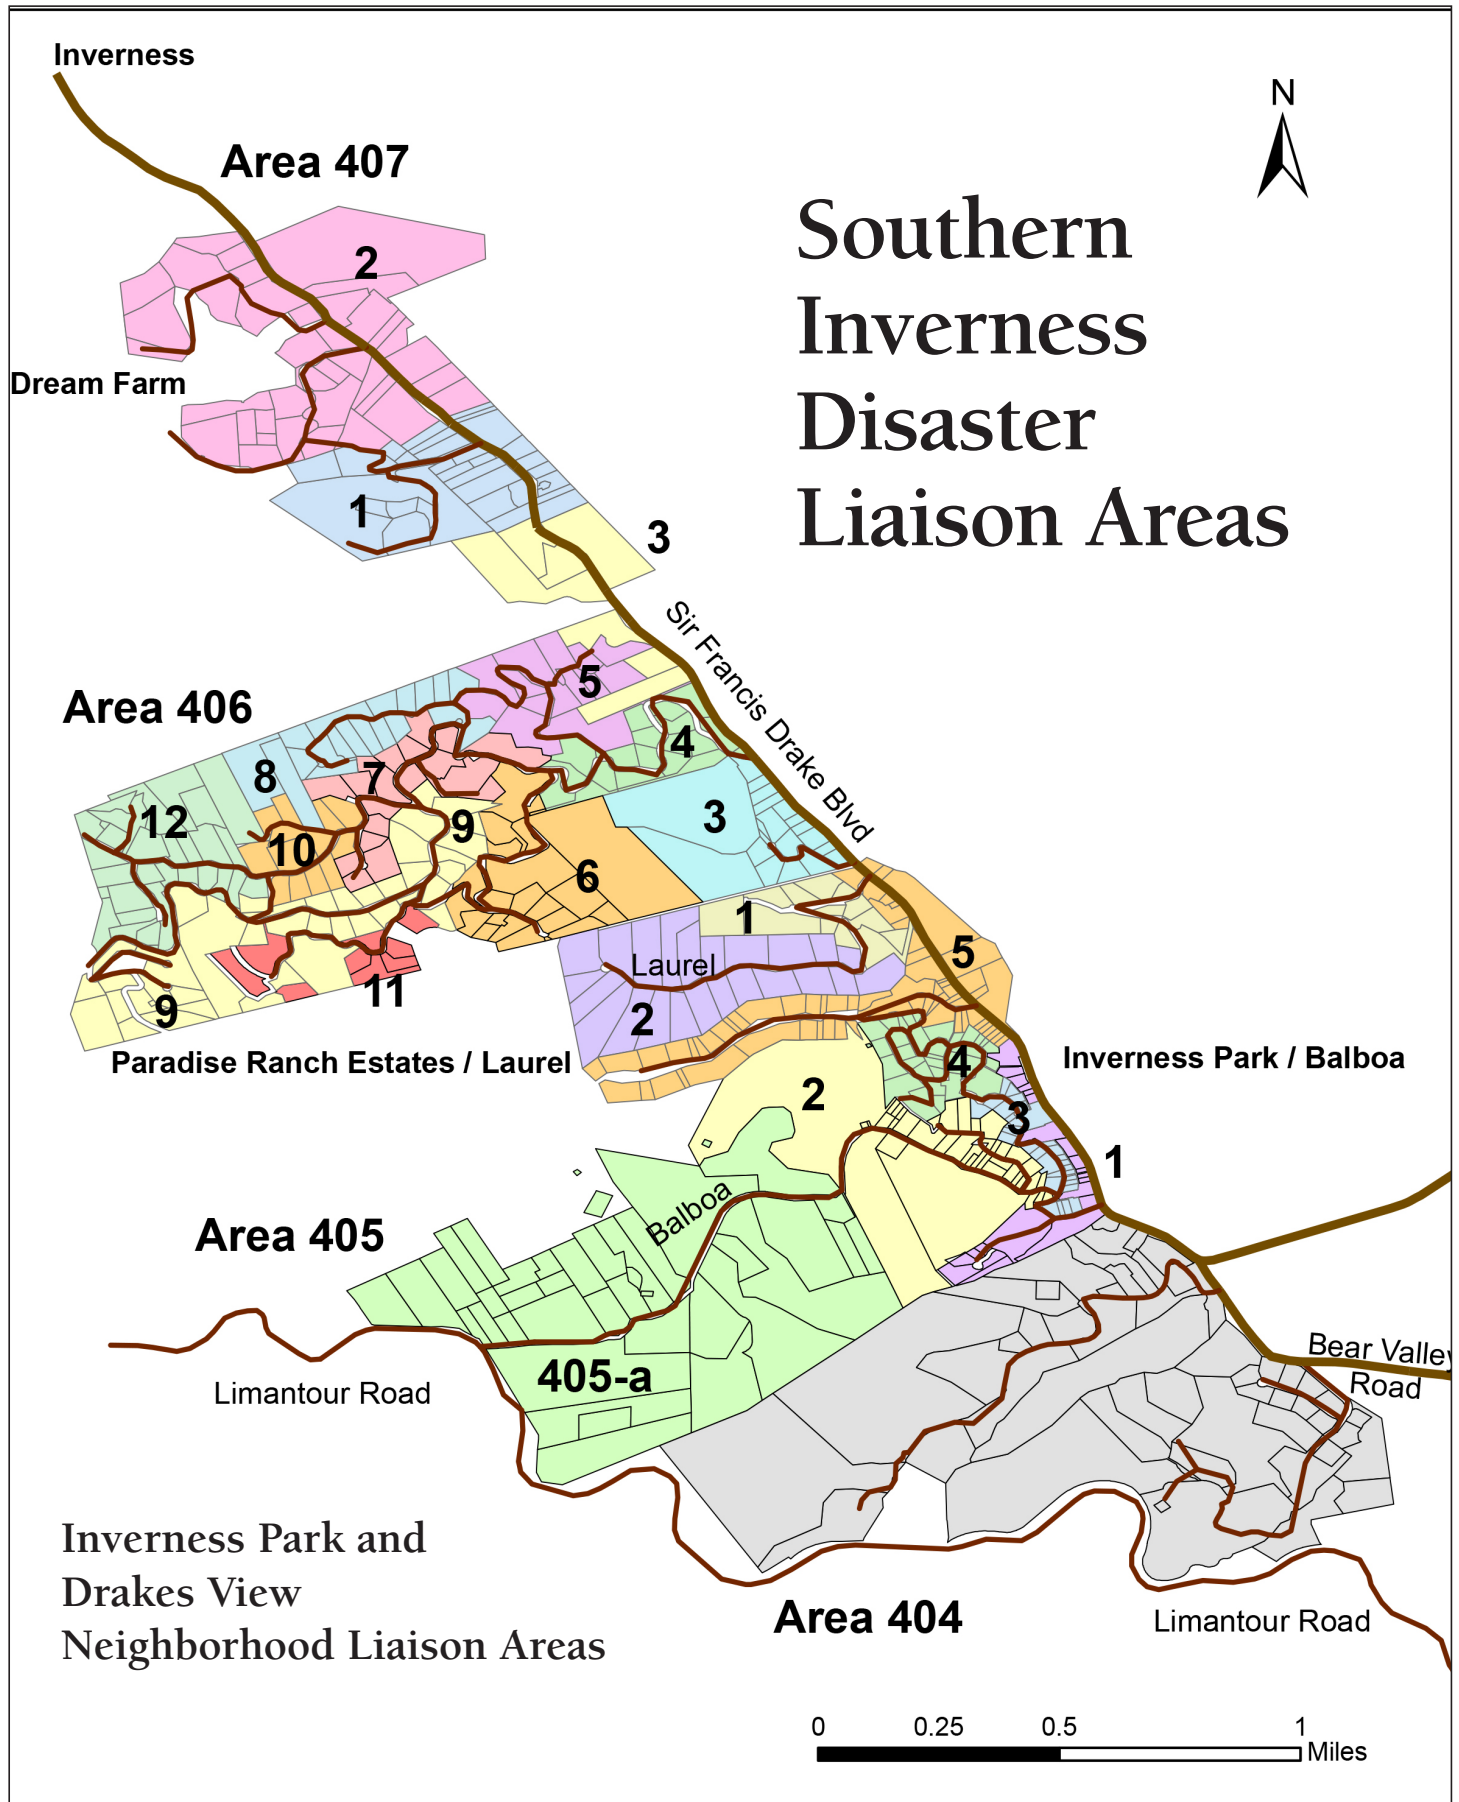 Inverness
N
Area 407
Southern
Inverness
Disaster
Liaison Areas
2
Dream Farm
1
3
Sir Francis Drake Blvd
Area 406
5
4
8
7
12
9
10
3
6
1
5
Laurel
11
9
2
Paradise Ranch Estates / Laurel
Inverness Park / Balboa
4
2
3
1
Balboa
Area 405
405-a
Limantour Road
Bear Valley
Road
Inverness Park and
Drakes View
Neighborhood Liaison Areas
Area 404
Limantour Road
0 0.25 0.5 1
Miles